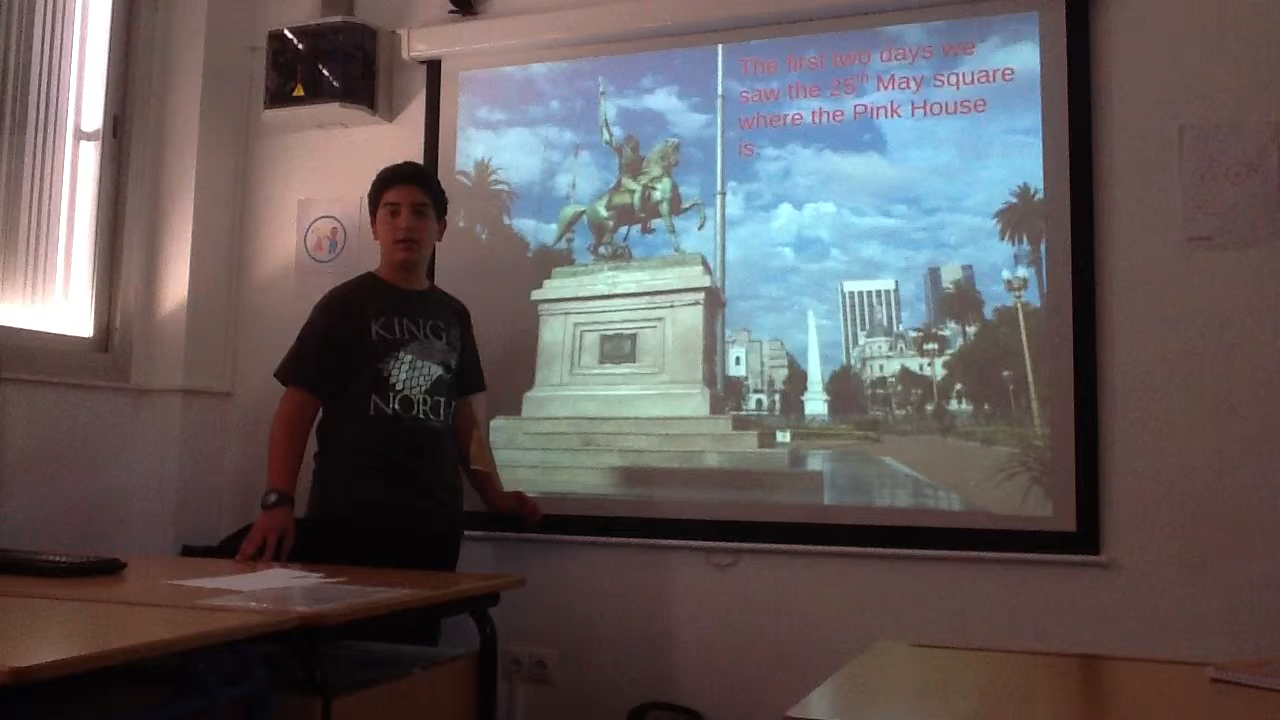 The first two days we
saw the 25th May square
where the Pink House
is.
KING
NORTH